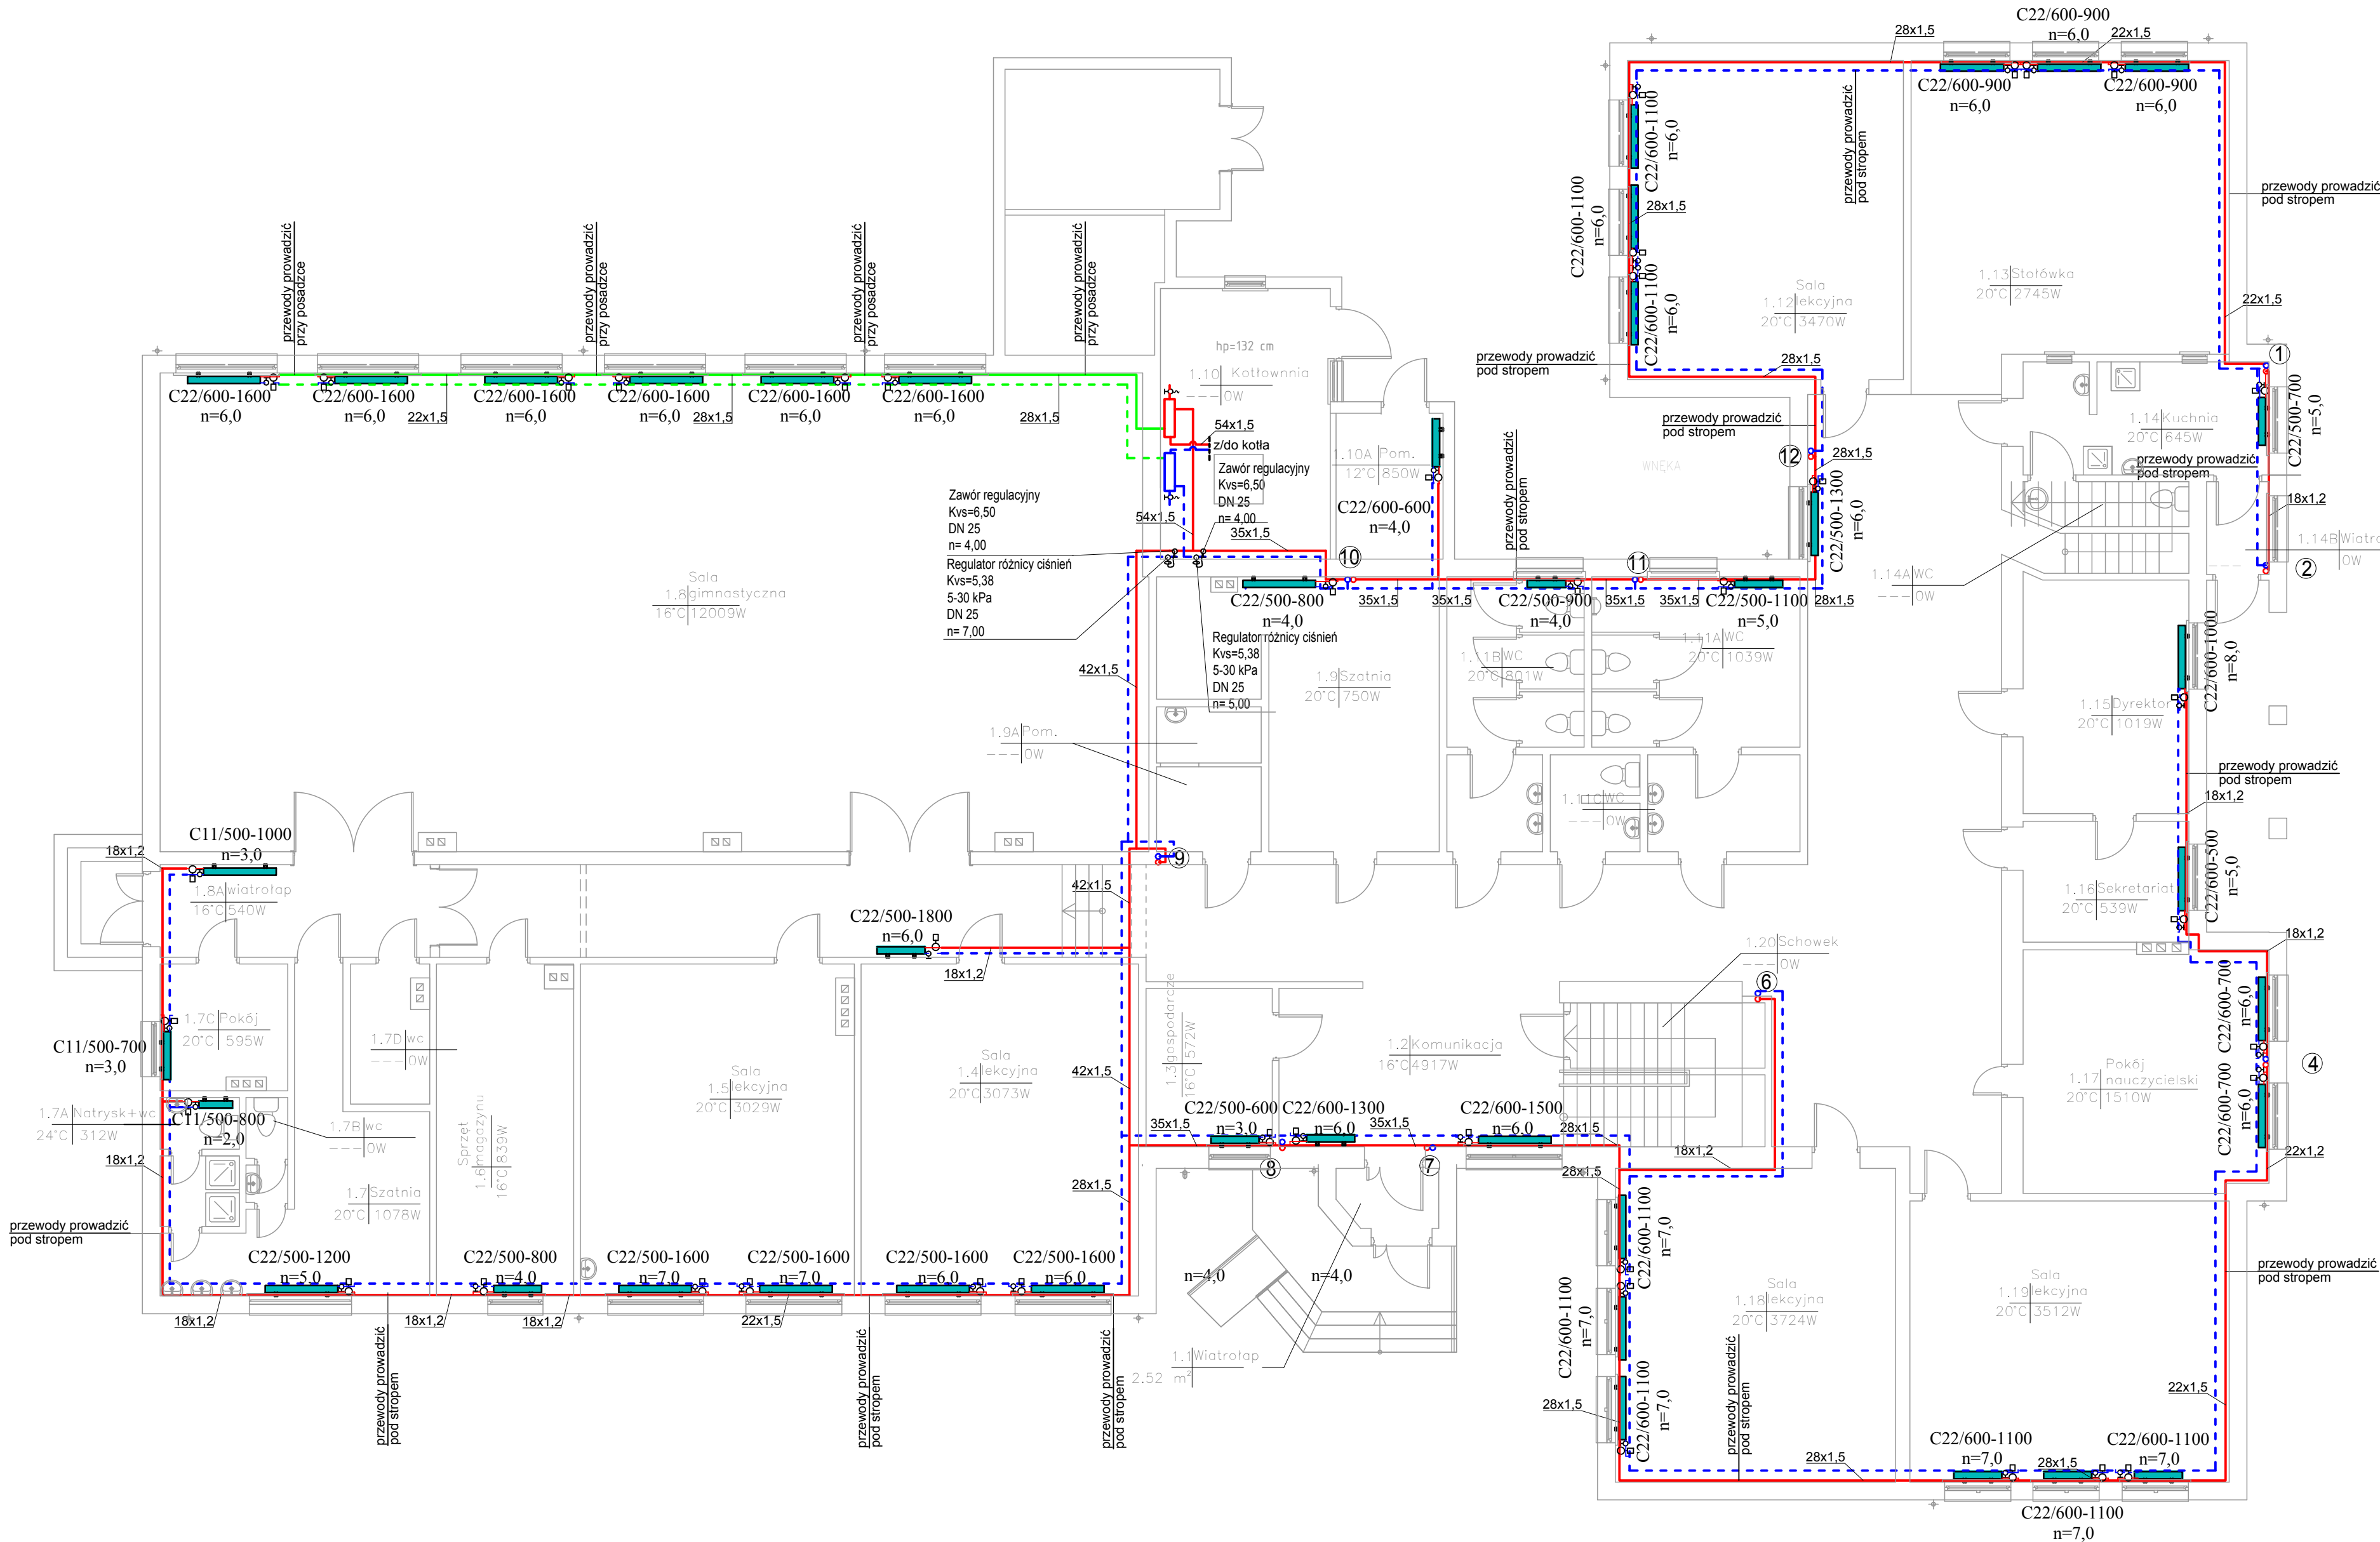 C22/600-900
n=6,0
28x1,5
22x1,5
C22/600-900
n=6,0
C22/600-900
n=6,0
przewody prowadzić
pod stropem
C22/600-1100
n=6,0
C22/600-1100
n=6,0
28x1,5
C22/600-1100
n=6,0
Sala
1.12 lekcyjna
20°C 3470W
1.13 Stołówka
20°C 2745W
przewody prowadzić
pod stropem
22x1,5
przewody prowadzić
przy posadzce
przewody prowadzić
przy posadzce
przewody prowadzić
przy posadzce
przewody prowadzić
przy posadzce
C22/600-1600
n=6,0
C22/600-1600
n=6,0
22x1,5
C22/600-1600
n=6,0
C22/600-1600
n=6,0
28x1,5
C22/600-1600
n=6,0
C22/600-1600
n=6,0
28x1,5
hp=132 cm
1.10 Kotłownnia
--- 0W
przewody prowadzić
pod stropem
28x1,5
1
przewody prowadzić
pod stropem
54x1,5
z/do kotła
Zawór regulacyjny
Kvs=6,50
DN 25
n= 4,00
1.10A Pom.
12°C 850W
C22/600-600
n=4,0
WNĘKA
12
28x1,5
C22/500-1300
n=6,0
przewody prowadzić
pod stropem
1.14 Kuchnia
20°C 645W
C22/500-700
n=5,0
przewody prowadzić
pod stropem
18x1,2
Zawór regulacyjny
Kvs=6,50
DN 25
n= 4,00
Regulator różnicy ciśnień
Kvs=5,38
5-30 kPa
DN 25
n= 7,00
54x1,5
35x1,5
10
11
1.14B Wiatro
--- 0W
2
1.14A WC
--- 0W
Sala
1.8 gimnastyczna
16°C 12009W
C22/500-800
n=4,0
35x1,5
35x1,5
C22/500-900
n=4,0
35x1,5
35x1,5
C22/500-1100
n=5,0
28x1,5
Regulator różnicy ciśnień
Kvs=5,38
5-30 kPa
DN 25
n= 5,00
42x1,5
1.9 Szatnia
20°C 750W
1.11B WC
20°C 801W
1.11A WC
20°C 1039W
C22/600-1000
n=8,0
1.15 Dyrektor
20°C 1019W
1.9A Pom.
--- 0W
przewody prowadzić
pod stropem
18x1,2
1.11C WC
--- 0W
C11/500-1000
n=3,0
18x1,2
9
1.8A wiatrołap
16°C 540W
42x1,5
C22/600-500
n=5,0
1.16 Sekretariat
20°C 539W
C22/500-1800
n=6,0
18x1,2
1.20 Schowek
--- 0W
18x1,2
6
C22/600-700
n=6,0
C11/500-700
n=3,0
1.7C Pokój
20°C 595W
1.7D wc
--- 0W
Sala
1.5 lekcyjna
20°C 3029W
Sala
1.4 lekcyjna
20°C 3073W
42x1,5
1.3 gospodarcze
16°C 572W
1.2 Komunikacja
16°C 4917W
Pokój
1.17 nauczycielski
20°C 1510W
4
C22/600-700
n=6,0
1.7A Natrysk+wc
24°C 312W
C11/500-800
n=2,0
1.7B wc
--- 0W
35x1,5
C22/500-600
n=3,0
C22/600-1300
n=6,0
35x1,5
C22/600-1500
n=6,0
28x1,5
18x1,2
22x1,2
8
7
28x1,5
18x1,2
Sprzęt
1.6 magazynu
16°C 839W
1.7 Szatnia
20°C 1078W
28x1,5
przewody prowadzić
pod stropem
C22/600-1100
n=7,0
C22/500-1200
n=5,0
C22/500-800
n=4,0
C22/500-1600
n=7,0
C22/500-1600
n=7,0
C22/500-1600
n=6,0
C22/500-1600
n=6,0
n=4,0
n=4,0
przewody prowadzić
pod stropem
C22/600-1100
n=7,0
Sala
1.18 lekcyjna
20°C 3724W
Sala
1.19 lekcyjna
20°C 3512W
18x1,2
18x1,2
18x1,2
22x1,5
przewody prowadzić
pod stropem
przewody prowadzić
pod stropem
przewody prowadzić
pod stropem
1.1 Wiatrołap
2.52 m²
C22/600-1100
n=7,0
28x1,5
przewody prowadzić
pod stropem
22x1,5
28x1,5
C22/600-1100
n=7,0
28x1,5
C22/600-1100
n=7,0
C22/600-1100
n=7,0